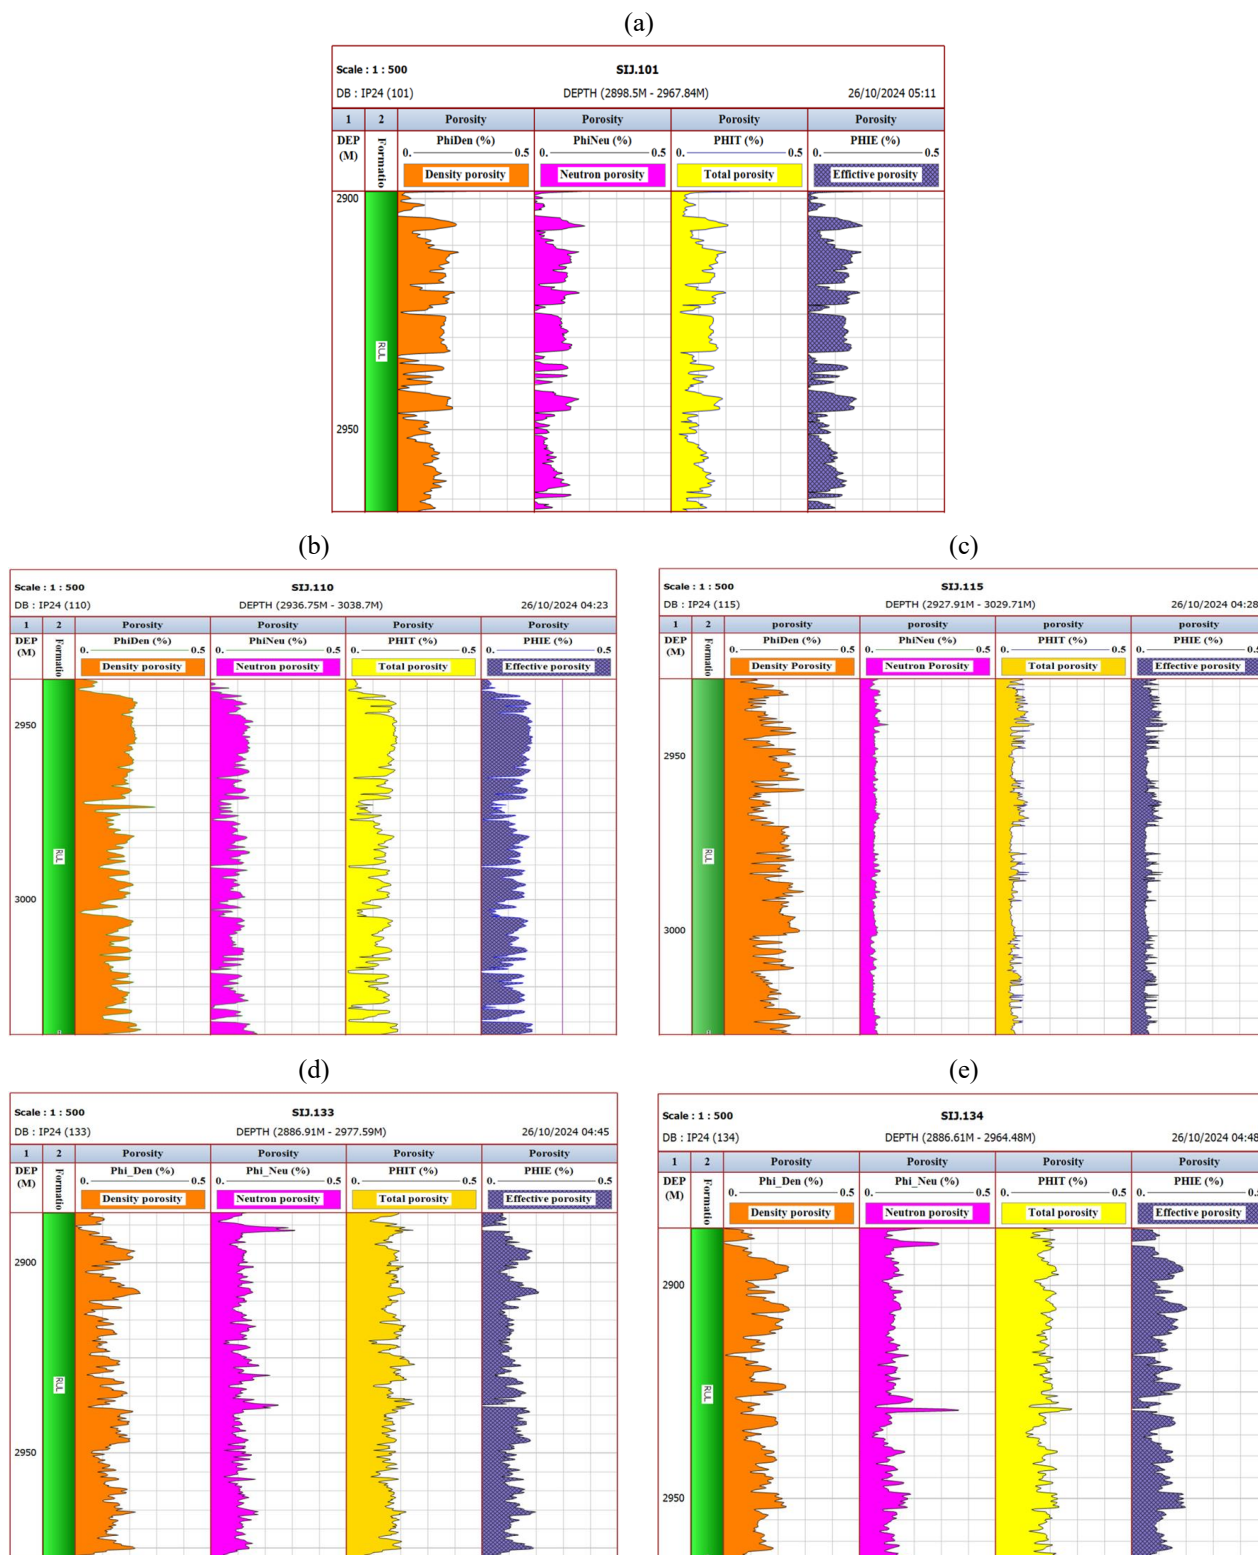 (a)
Scale : 1 : 500 SIJ.101
DB : IP24 (101) DEPTH (2898.5M - 2967.84M) 26/10/2024 05:11
1 2 Porosity Porosity Porosity Porosity
DEP (M) Formatio PhiDen (%) PhiNeu (%) PHIT (%) PHIE (%)
0. 0.5 0. 0.5 0. 0.5 0. 0.5
Density porosity Neutron porosity Total porosity Effictive porosity
2900
RUL
2950
(b) (c)
Scale : 1 : 500 SIJ.110
DB : IP24 (110) DEPTH (2936.75M - 3038.7M) 26/10/2024 04:23
1 2 Porosity Porosity Porosity Porosity
DEP (M) Formatio PhiDen (%) PhiNeu (%) PHIT (%) PHIE (%)
0. 0.5 0. 0.5 0. 0.5 0. 0.5
Density porosity Neutron porosity Total porosity Effective porosity
2950
RUL
3000
Scale : 1 : 500 SIJ.115
DB : IP24 (115) DEPTH (2927.91M - 3029.71M) 26/10/2024 04:28
1 2 porosity porosity porosity porosity
DEP (M) Formatio PhiDen (%) PhiNeu (%) PHIT (%) PHIE (%)
0. 0.5 0. 0.5 0. 0.5 0. 0.5
Density Porosity Neutron Porosity Total porosity Effective porosity
2950
RUL
3000
(d) (e)
Scale : 1 : 500 SIJ.133
DB : IP24 (133) DEPTH (2886.91M - 2977.59M) 26/10/2024 04:45
1 2 Porosity Porosity Porosity Porosity
DEP (M) Formatio Phi_Den (%) Phi_Neu (%) PHIT (%) PHIE (%)
0. 0.5 0. 0.5 0. 0.5 0. 0.5
Density porosity Neutron porosity Total porosity Effective porosity
2900
RUL
2950
Scale : 1 : 500 SIJ.134
DB : IP24 (134) DEPTH (2886.61M - 2964.48M) 26/10/2024 04:48
1 2 Porosity Porosity Porosity Porosity
DEP (M) Formatio Phi_Den (%) Phi_Neu (%) PHIT (%) PHIE (%)
0. 0.5 0. 0.5 0. 0.5 0. 0.5
Density porosity Neutron porosity Total porosity Effective porosity
2900
RUL
2950